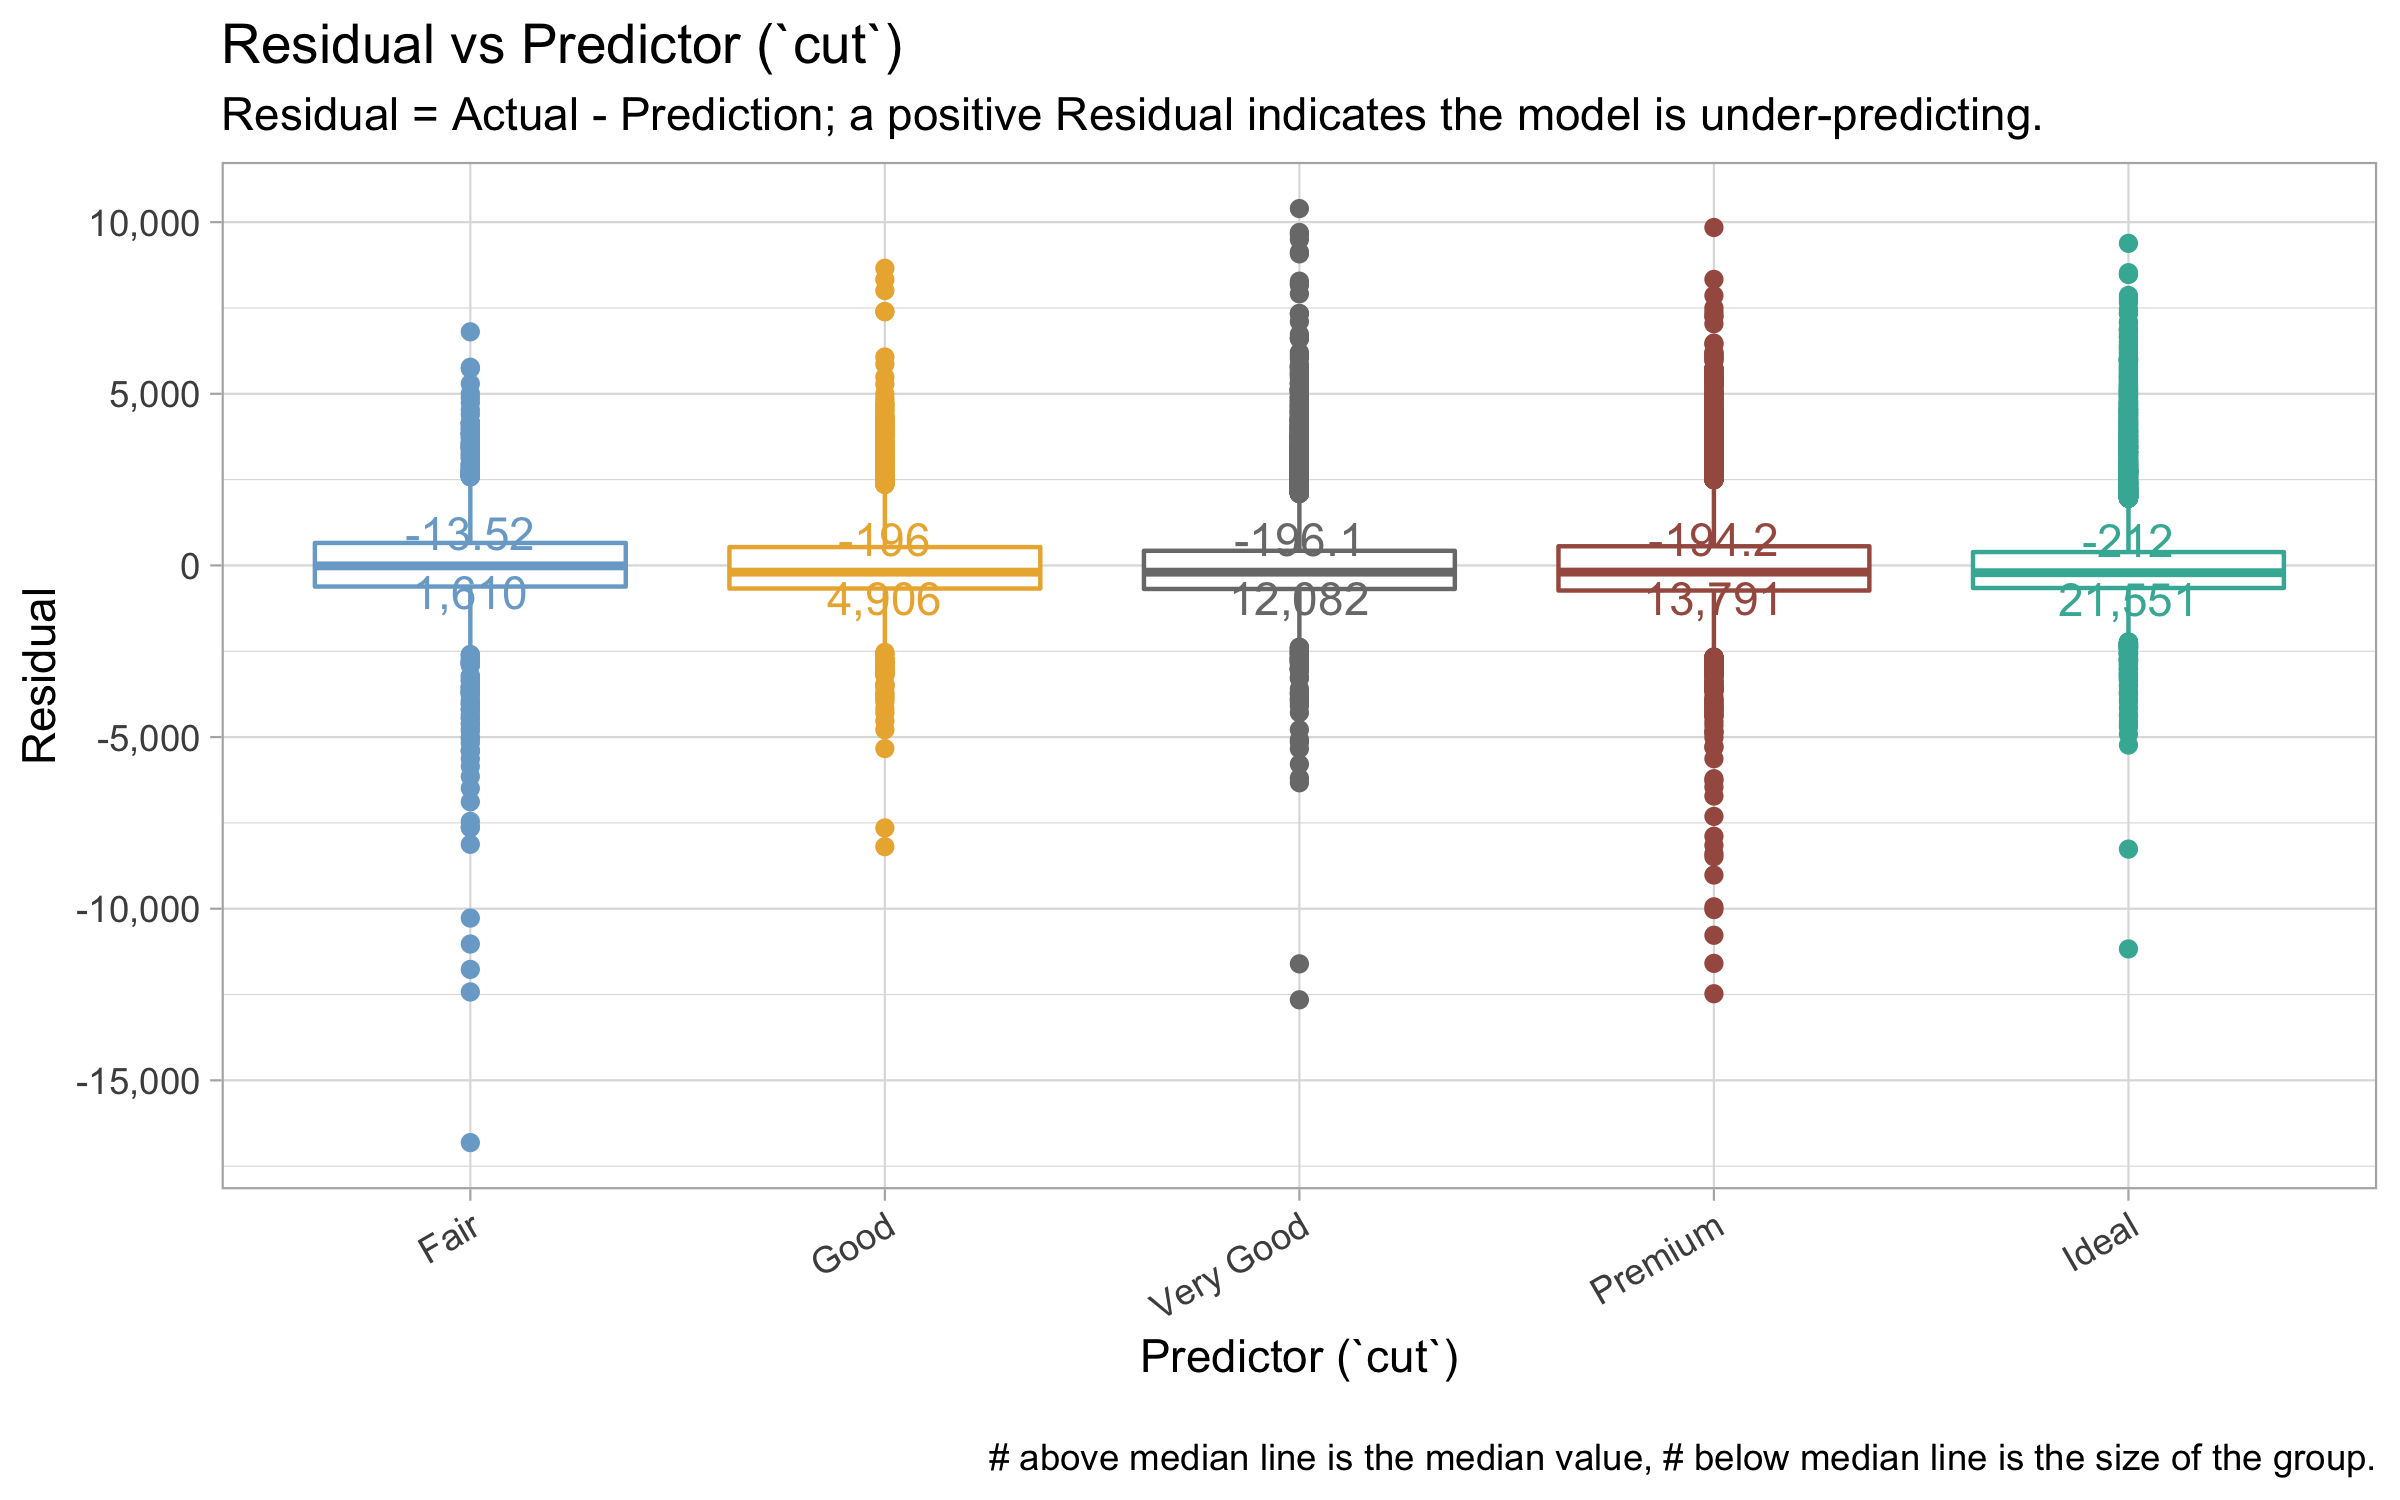 Residual vs Predictor (`cut`)
Residual = Actual - Prediction; a positive Residual indicates the model is under-predicting.
Residual
10,000
5,000
0
-5,000
-10,000
-15,000
-13.52
1,610
-196
4,906
-196.1
12,082
-194.2
13,791
-212
21,551
Fair
Good
Very Good
Premium
Ideal
Predictor (`cut`)
# above median line is the median value, # below median line is the size of the group.